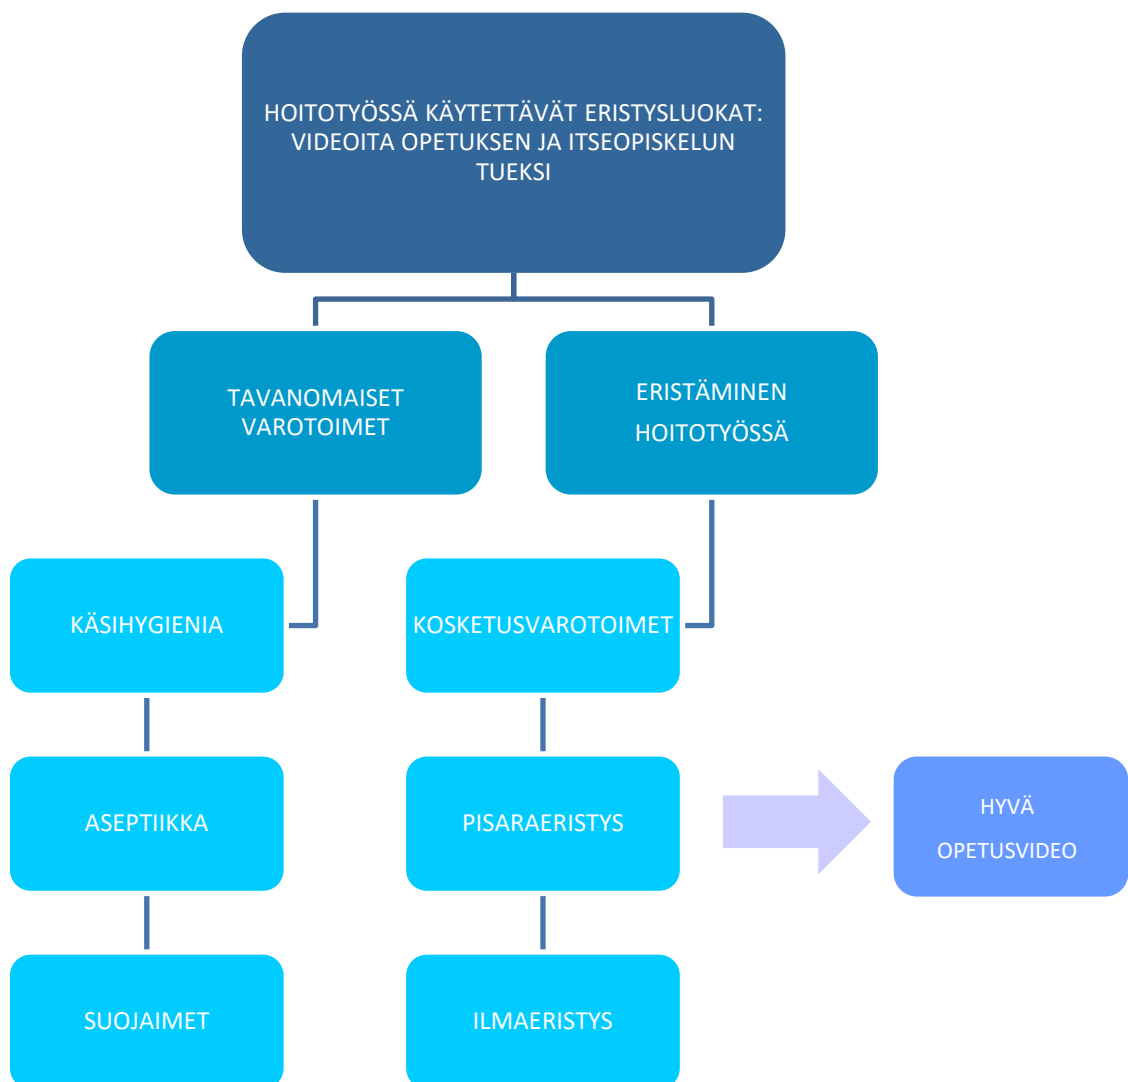 HOITOTYÖSSÄ KÄYTETTÄVÄT ERISTYSLUOKAT:
VIDEOITA OPETUKSEN JA ITSEOPISKELUN
TUEKSI
TAVANOMAISET
VAROTOIMET
ERISTÄMINEN
HOITOTYÖSSÄ
KÄSIHYGIENIA
KOSKETUSVAROTOIMET
ASEPTIIKKA
PISARAERISTYS
HYVÄ
OPETUSVIDEO
SUOJAIMET
ILMAERISTYS